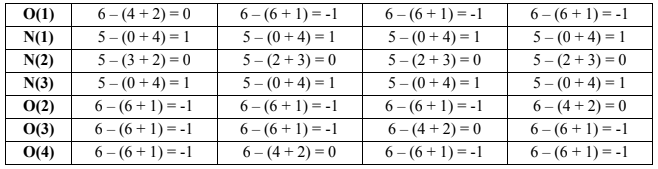 O(1) 6 – (4 + 2) = 0 6 – (6 + 1) = -1 6 – (6 + 1) = -1 6 – (6 + 1) = -1
N(1) 5 – (0 + 4) = 1 5 – (0 + 4) = 1 5 – (0 + 4) = 1 5 – (0 + 4) = 1
N(2) 5 – (3 + 2) = 0 5 – (2 + 3) = 0 5 – (2 + 3) = 0 5 – (2 + 3) = 0
N(3) 5 – (0 + 4) = 1 5 – (0 + 4) = 1 5 – (0 + 4) = 1 5 – (0 + 4) = 1
O(2) 6 – (6 + 1) = -1 6 – (6 + 1) = -1 6 – (6 + 1) = -1 6 – (4 + 2) = 0
O(3) 6 – (6 + 1) = -1 6 – (6 + 1) = -1 6 – (4 + 2) = 0 6 – (6 + 1) = -1
O(4) 6 – (6 + 1) = -1 6 – (4 + 2) = 0 6 – (6 + 1) = -1 6 – (6 + 1) = -1